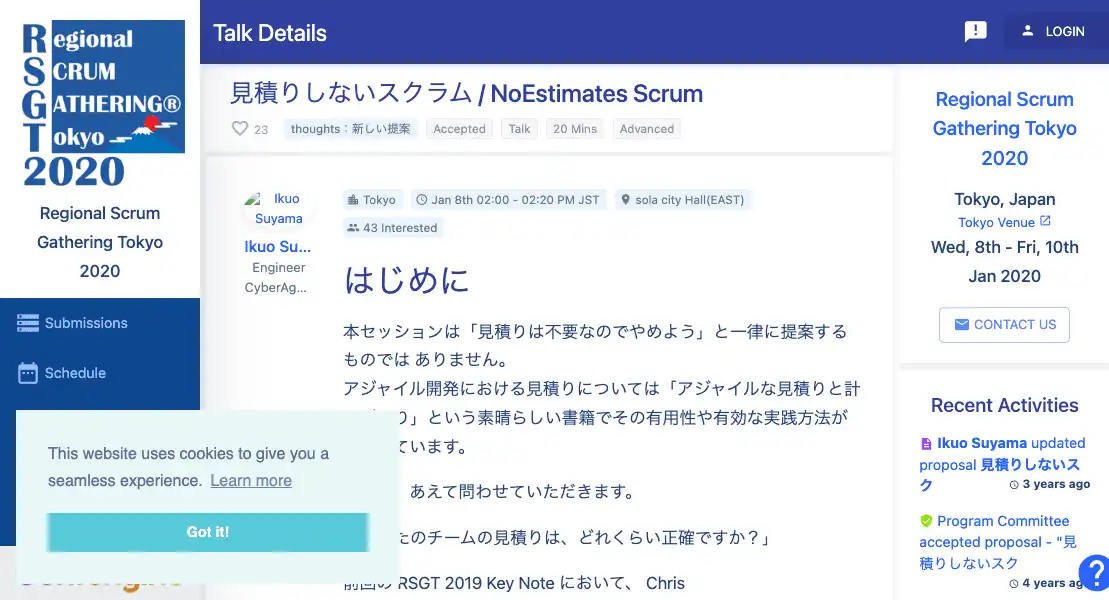 Regional
SCRUM
GATHERING®
Tokyo
2020
Regional Scrum
Gathering Tokyo
2020
Submissions
Schedule
Talk Details
LOGIN
見積りしないスクラム / NoEstimates Scrum
23
thoughts：新しい提案
Accepted
Talk
20 Mins
Advanced
Ikuo
Suyama
Ikuo Su...
Engineer
CyberAg...
Tokyo
Jan 8th 02:00 - 02:20 PM JST
sola city Hall(EAST)
43 Interested
はじめに
本セッションは「見積りは不要なのでやめよう」と一律に提案する
ものでは ありません。
アジャイル開発における見積りについては「アジャイルな見積りと計
り」という素晴らしい書籍でその有用性や有効な実践方法が
ています。
あえて問わせていただきます。
たのチームの見積りは、どれくらい正確ですか？」
前回の RSGT 2019 Key Note において、 Chris
Regional Scrum
Gathering Tokyo
2020
Tokyo, Japan
Tokyo Venue
Wed, 8th - Fri, 10th
Jan 2020
CONTACT US
Recent Activities
Ikuo Suyama updated
proposal 見積りしないス
ク
3 years ago
Program Committee
accepted proposal - "見
積りしないスク
4 years ago
?
This website uses cookies to give you a
seamless experience. Learn more
Got it!